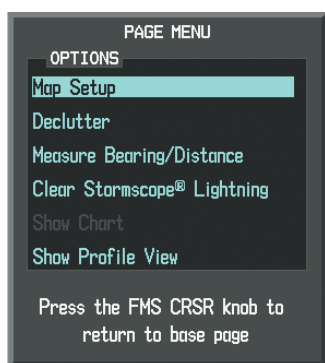 PAGE MENU
OPTIONS
Map Setup
Declutter
Measure Bearing/Distance
Clear Stormscope® Lightning
Show Chart
Show Profile View
Press the FMS CRSR knob to
return to base page